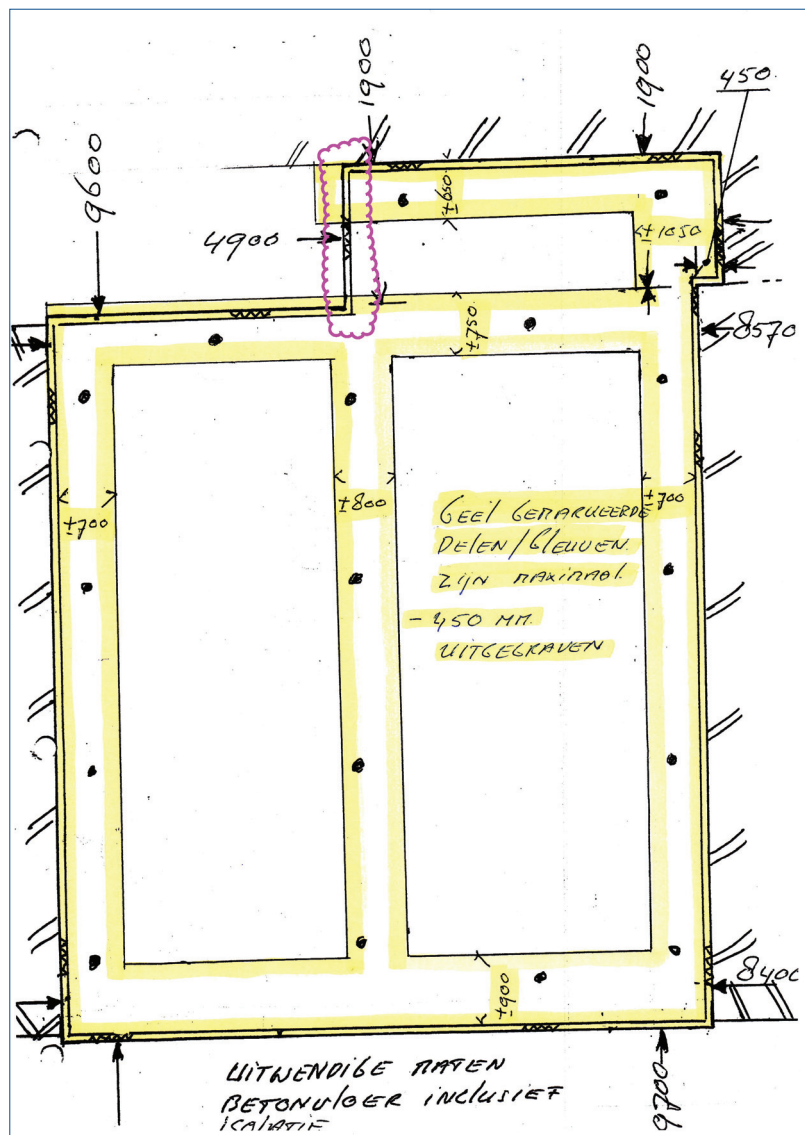 1900
1900
450
9600
±650
4900
±1050
±750
8570
±700
±800
±700
GEEL GEMARKEERDE
DELEN/GLEUVEN
ZIJN MAXIMAAL
- 450 MM.
UITGEGRAVEN
8400
±900
UITWENDIGE MATEN
BETONVLOER INCLUSIEF
ISOLATIE
9700